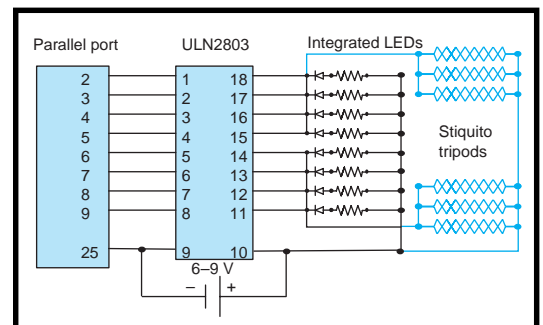 Parallel port ULN2803 Integrated LEDs
2 1 18
3 2 17
4 3 16
5 4 15
6 5 14
7 6 13
8 7 12
9 8 11
Stiquito
tripods
25 9 10
6–9 V
– +